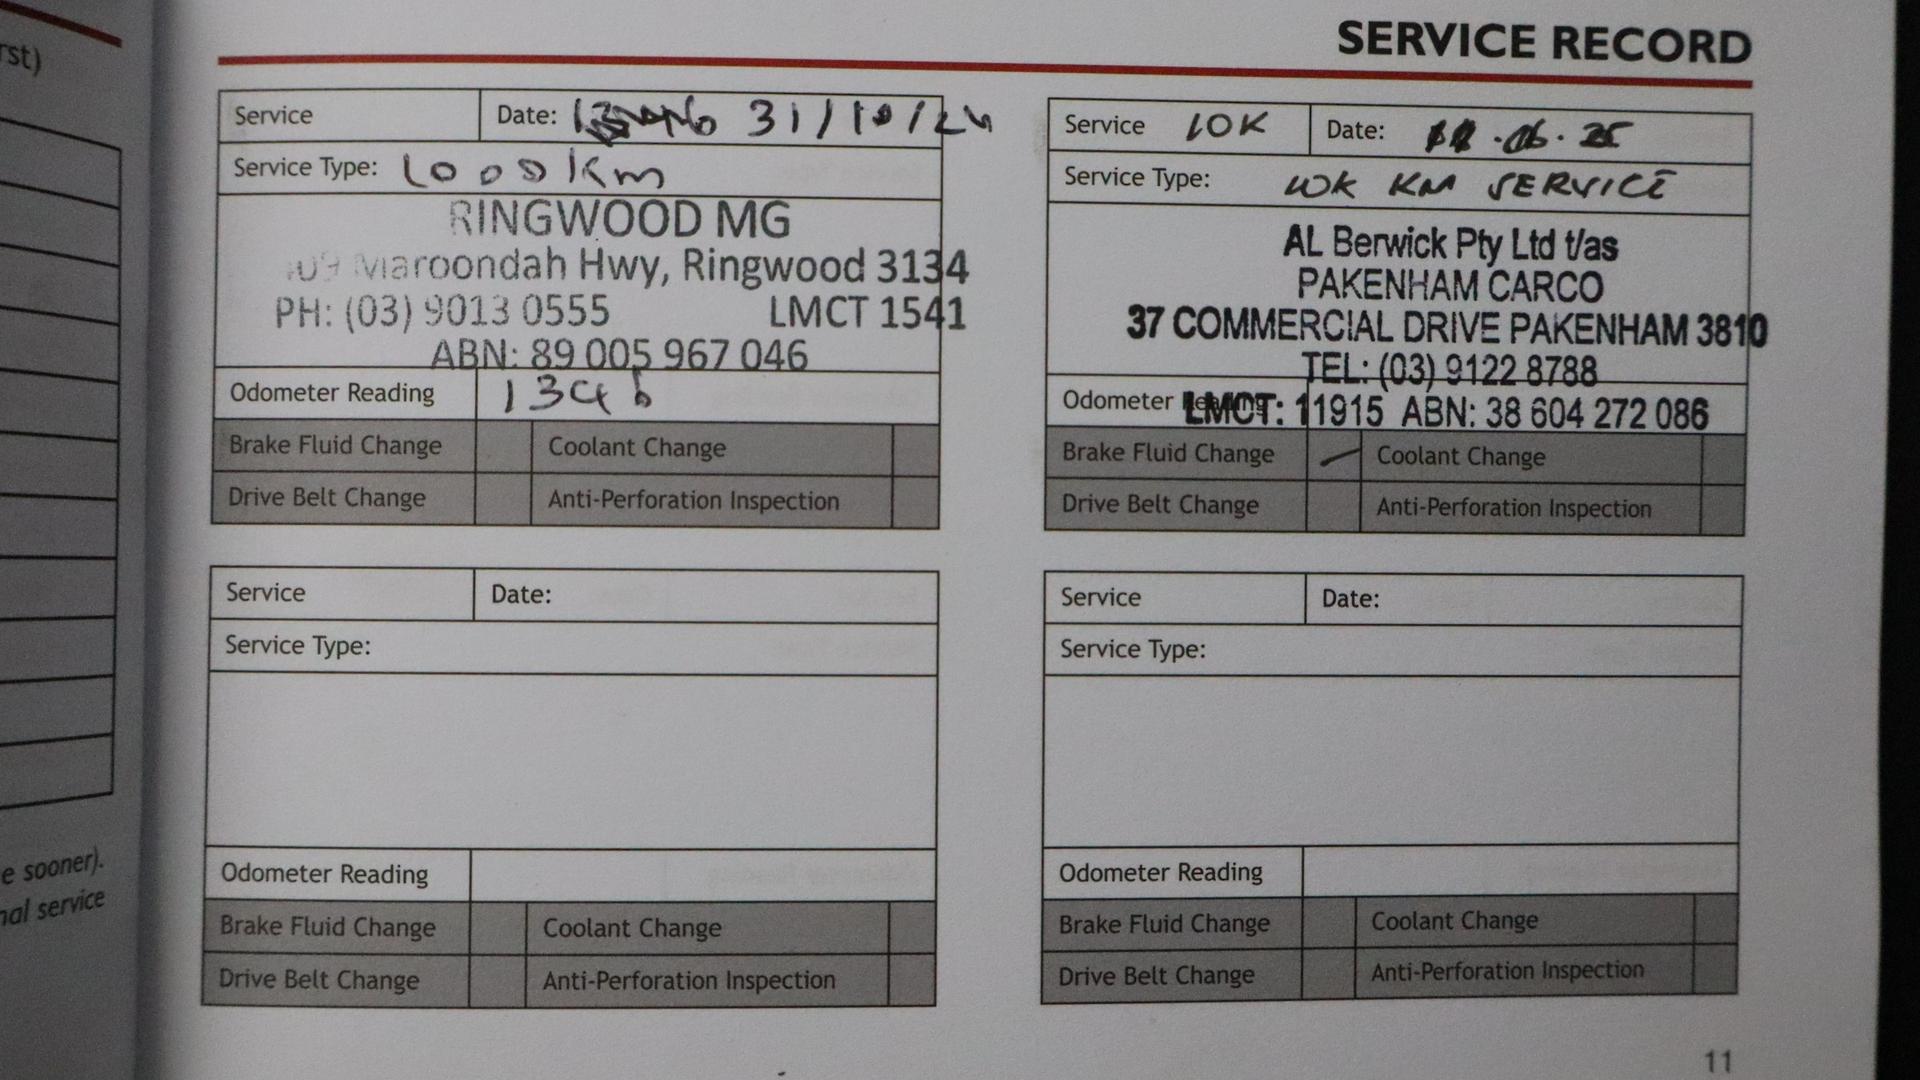 rst)
e sooner).
nal service
SERVICE RECORD
Service Date: 31/10/24
Service Type: 1000 Km
RINGWOOD MG
Maroondah Hwy, Ringwood 3134
PH: (03) 9013 0555 LMCT 1541
ABN: 89 005 967 046
Odometer Reading
Brake Fluid Change Coolant Change
Drive Belt Change Anti-Perforation Inspection
Service 10K Date:
Service Type: 10K KM SERVICE
AL Berwick Pty Ltd t/as
PAKENHAM CARCO
37 COMMERCIAL DRIVE PAKENHAM 3810
TEL: (03) 9122 8788
Odometer LMCT: 11915 ABN: 38 604 272 086
Brake Fluid Change Coolant Change
Drive Belt Change Anti-Perforation Inspection
Service Date:
Service Type:
Odometer Reading
Brake Fluid Change Coolant Change
Drive Belt Change Anti-Perforation Inspection
Service Date:
Service Type:
Odometer Reading
Brake Fluid Change Coolant Change
Drive Belt Change Anti-Perforation Inspection
11